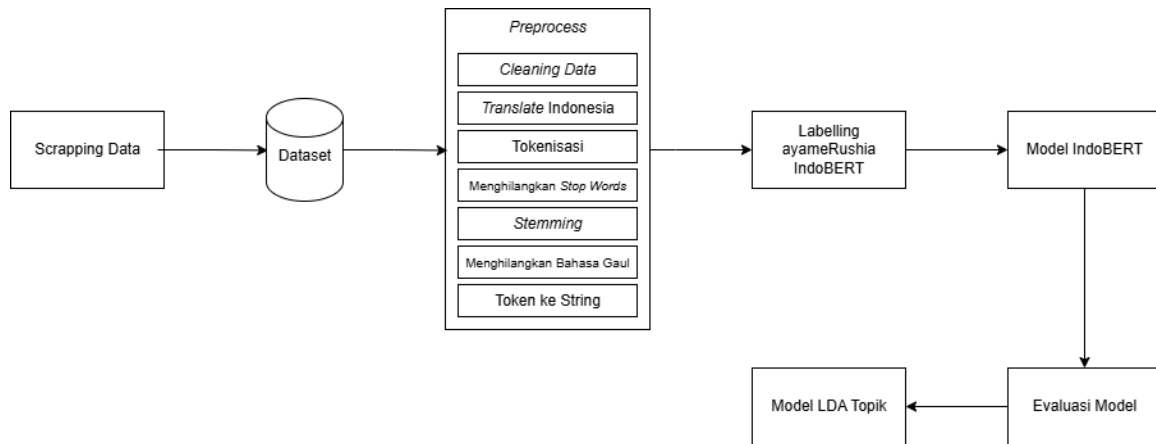 Scrapping Data
Dataset
Preprocess
Cleaning Data
Translate Indonesia
Tokenisasi
Menghilangkan Stop Words
Stemming
Menghilangkan Bahasa Gaul
Token ke String
Labelling
ayameRushia
IndoBERT
Model IndoBERT
Evaluasi Model
Model LDA Topik